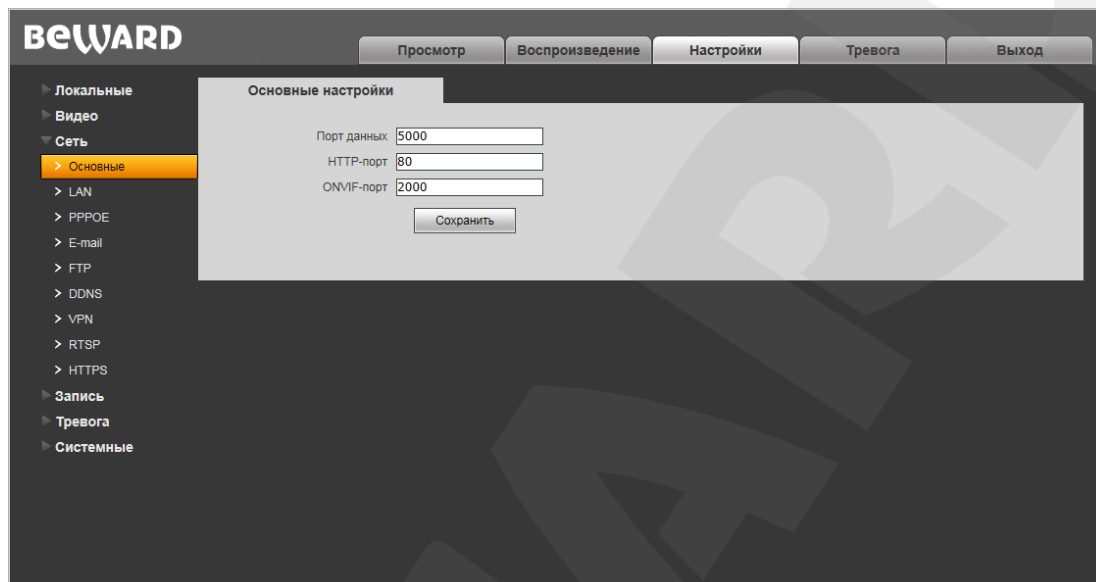 BEWARD
Просмотр
Воспроизведение
Настройки
Тревога
Выход
Локальные
Видео
Сеть
Основные
LAN
PPPOE
E-mail
FTP
DDNS
VPN
RTSP
HTTPS
Запись
Тревога
Системные
Основные настройки
Порт данных 5000
HTTP-порт 80
ONVIF-порт 2000
Сохранить